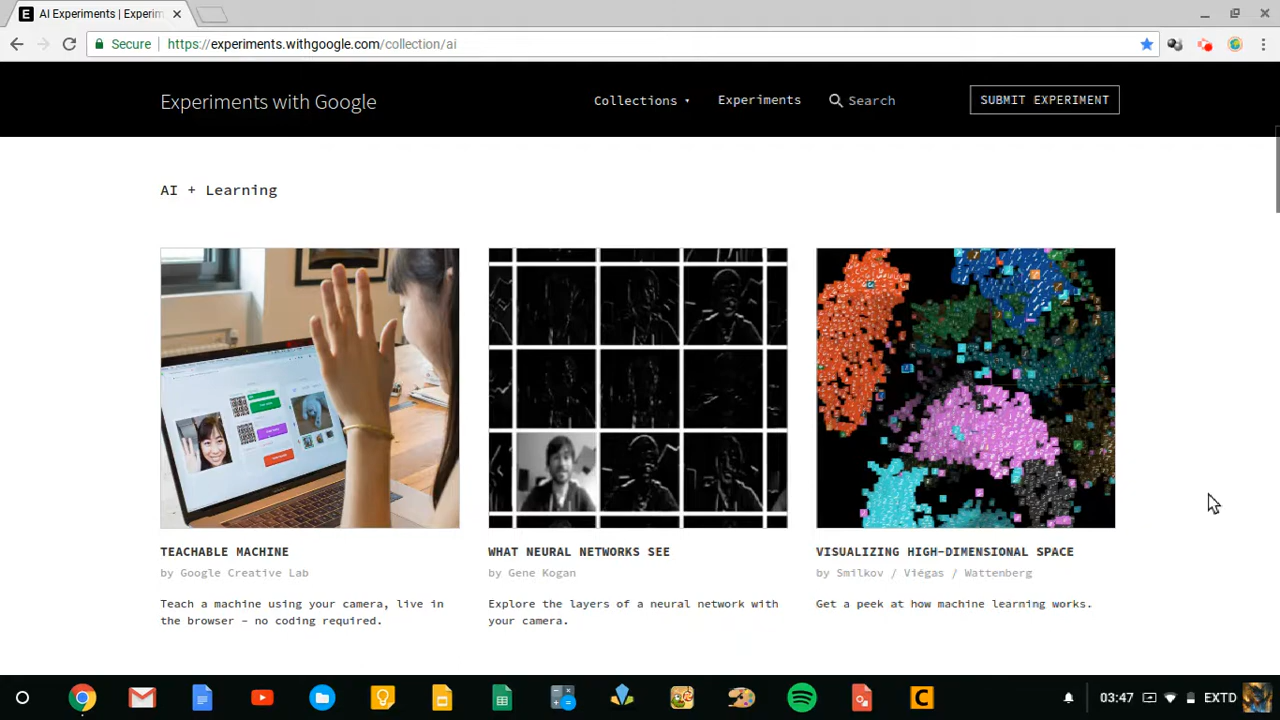 AI Experiments | Experim
Secure
https://experiments.withgoogle.com/collection/ai
Experiments with Google
Collections
Experiments
Search
SUBMIT EXPERIMENT
AI + Learning
TEACHABLE MACHINE
by Google Creative Lab
Teach a machine using your camera, live in
the browser – no coding required.
WHAT NEURAL NETWORKS SEE
by Gene Kogan
Explore the layers of a neural network with
your camera.
VISUALIZING HIGH-DIMENSIONAL SPACE
by Smilkov / Viégas / Wattenberg
Get a peek at how machine learning works.
03:47
EXTD